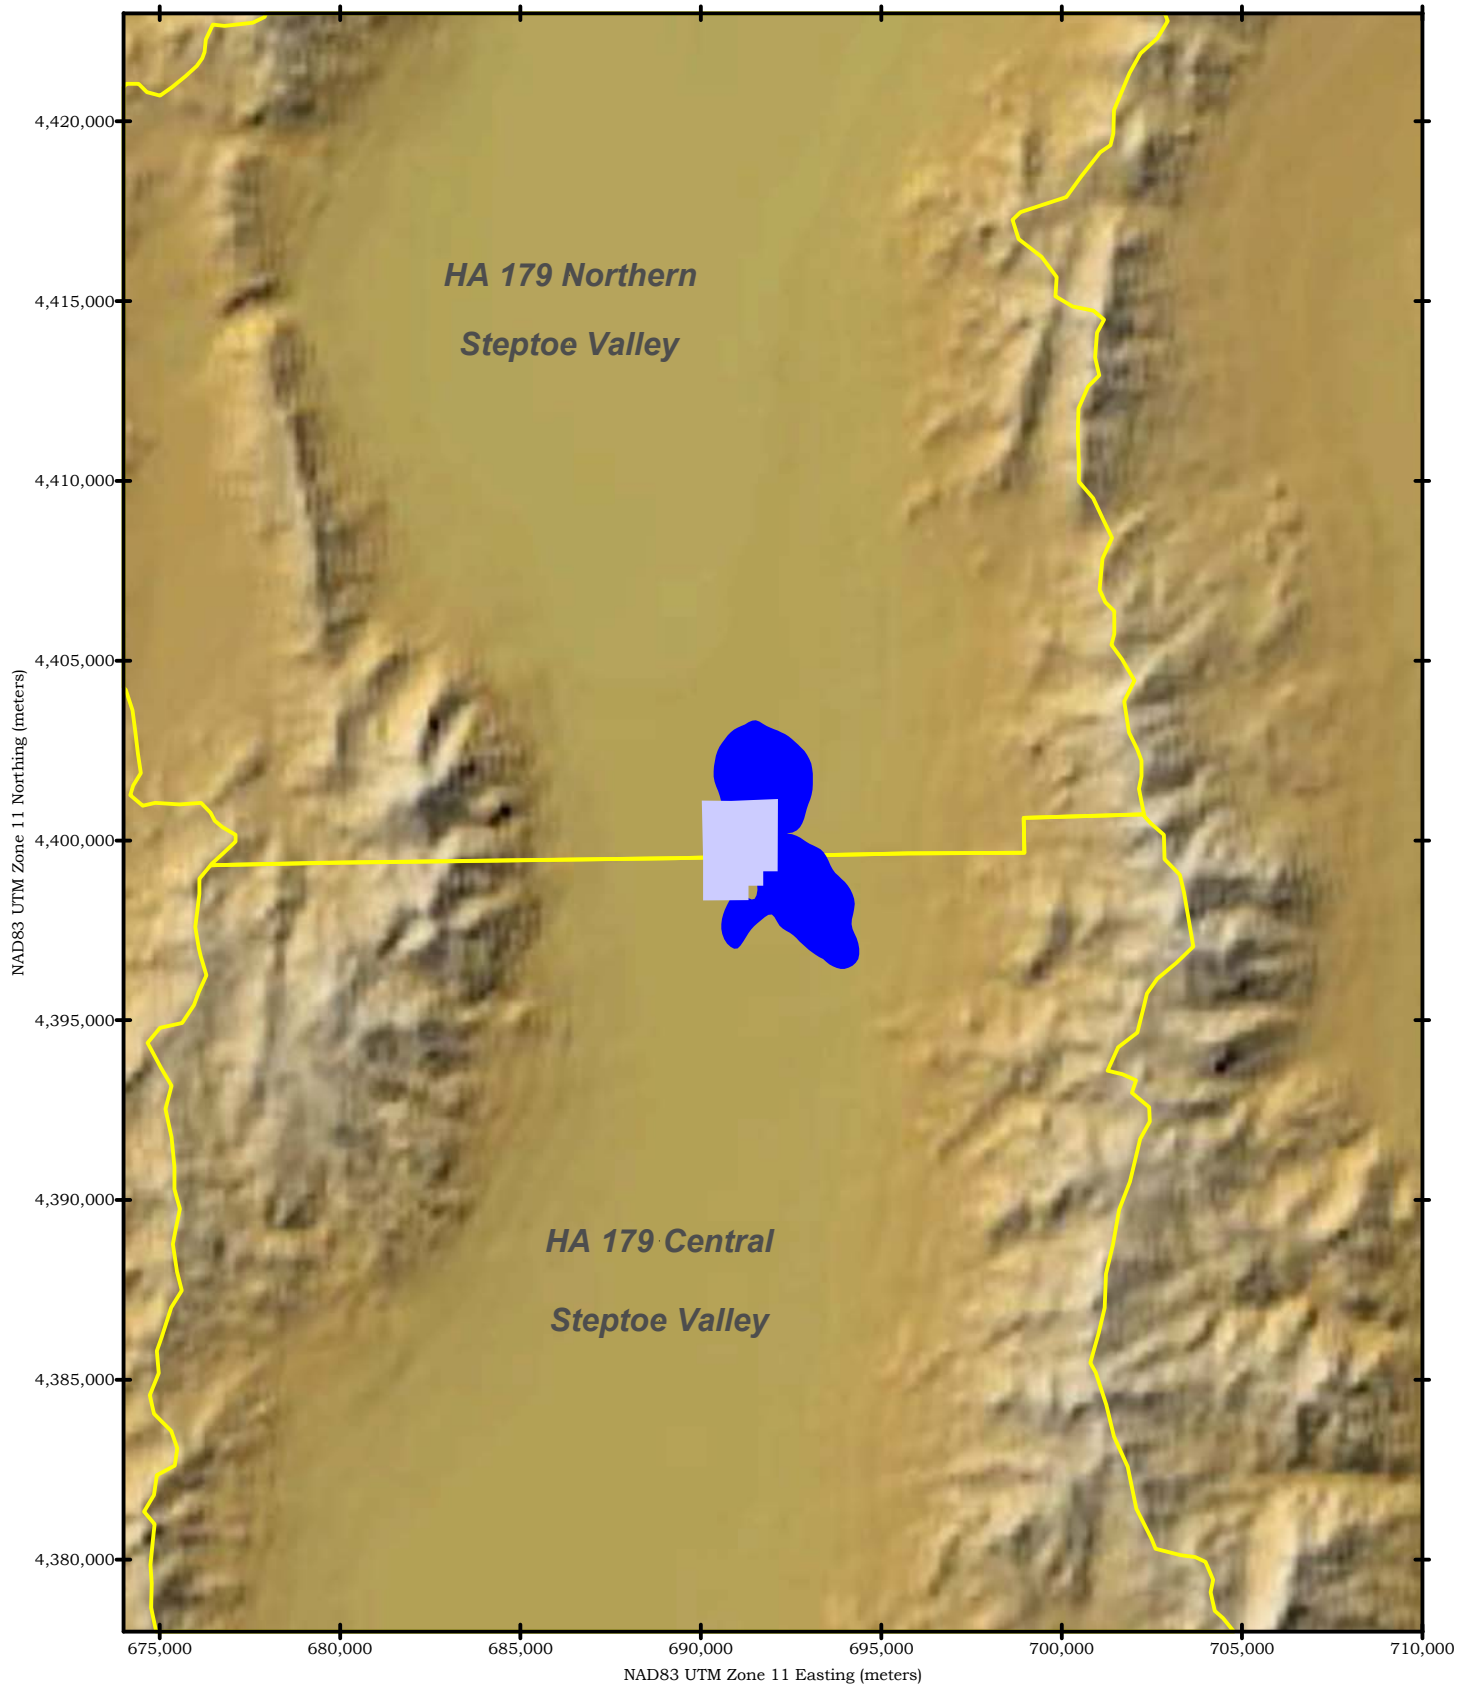 4,420,000
HA 179 Northern
4,415,000
Steptoe Valley
4,410,000
4,405,000
NAD83 UTM Zone 11 Northing (meters)
4,400,000
4,395,000
4,390,000
HA 179 Central
Steptoe Valley
4,385,000
4,380,000
675,000 680,000 685,000 690,000 695,000 700,000 705,000 710,000
NAD83 UTM Zone 11 Easting (meters)